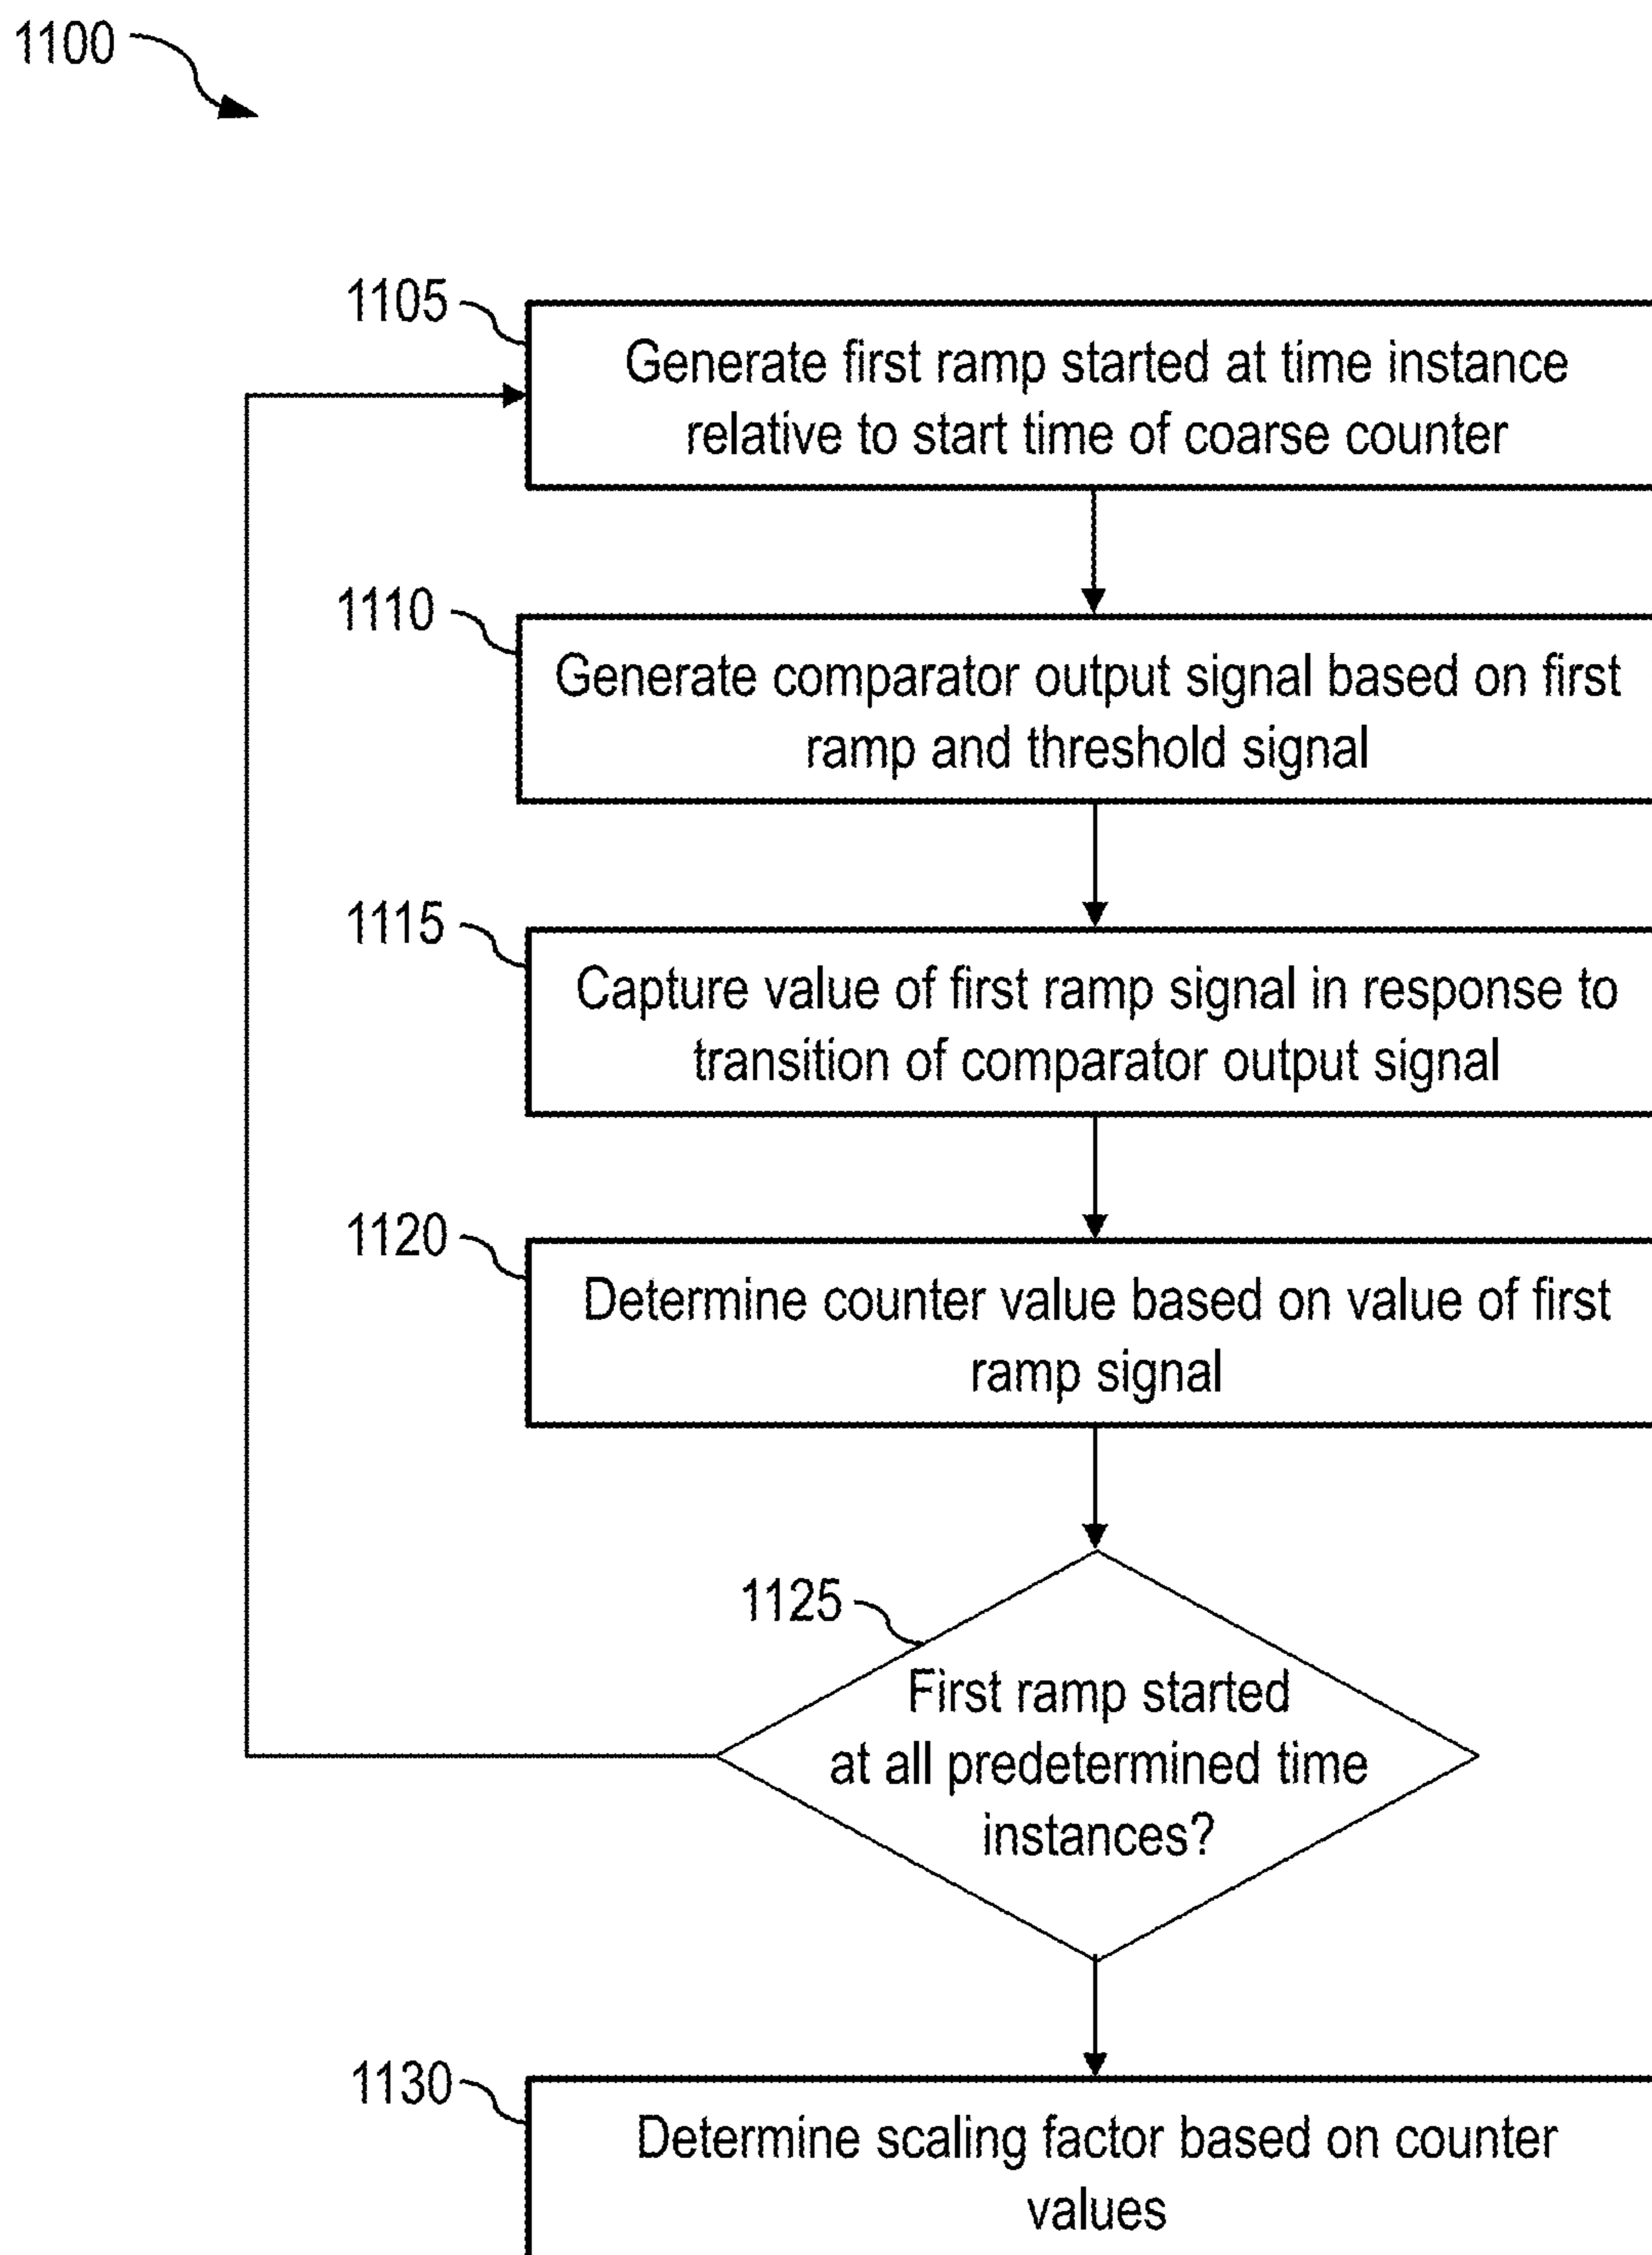 1100
1105
Generate first ramp started at time instance
relative to start time of coarse counter
1110
Generate comparator output signal based on first
ramp and threshold signal
1115
Capture value of first ramp signal in response to
transition of comparator output signal
1120
Determine counter value based on value of first
ramp signal
1125
First ramp started
at all predetermined time
instances?
1130
Determine scaling factor based on counter
values